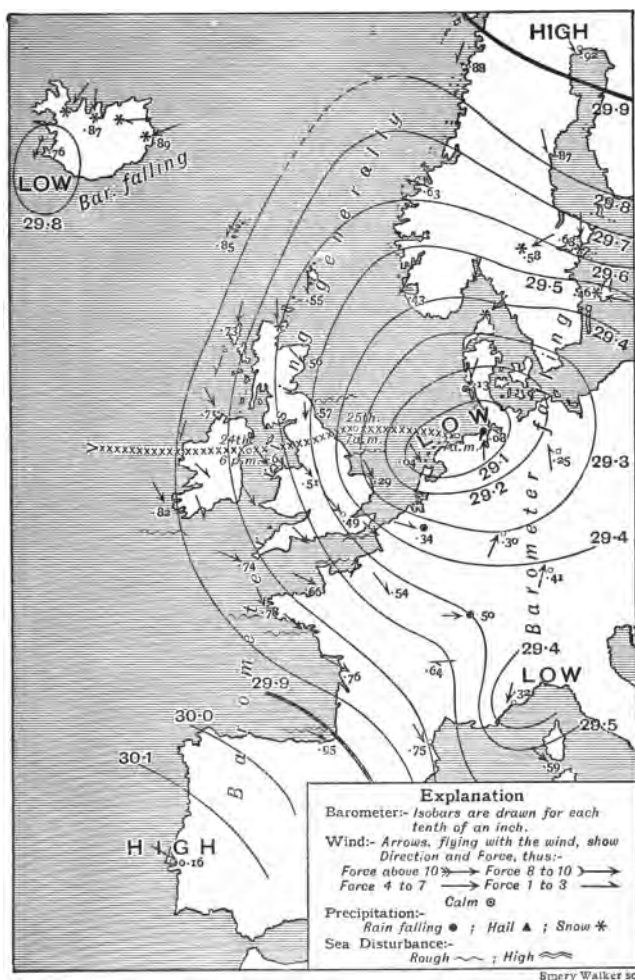 HIGH
·92
·88
29·9
·87
·89
·76
LOW
Bar. falling
29·8
·87
·63
29·8
29·7
·85
·58
·68
29·6
29·5
·55
·43
29·4
·73
·56
·13
·57
·75
25th.
7 a.m.
LOW
·08
24th.
6 p.m.
a.m.
29·1
·25
29·3
·51
·29
29·2
·82
·49
·34
·30
29·4
·74
·66
·54
·41
·78
·50
Barometer rising generally
Barometer falling
·76
·64
29·4
LOW
·32
29·9
30·0
29·5
·95
·75
·59
30·1
HIGH
30·16
Explanation
Barometer:- Isobars are drawn for each
tenth of an inch.
Wind:- Arrows, flying with the wind, show
Direction and Force, thus:-
Force above 10 Force 8 to 10
Force 4 to 7 Force 1 to 3
Calm
Precipitation:-
Rain falling ; Hail ; Snow
Sea Disturbance:-
Rough ; High
Emery Walker sc